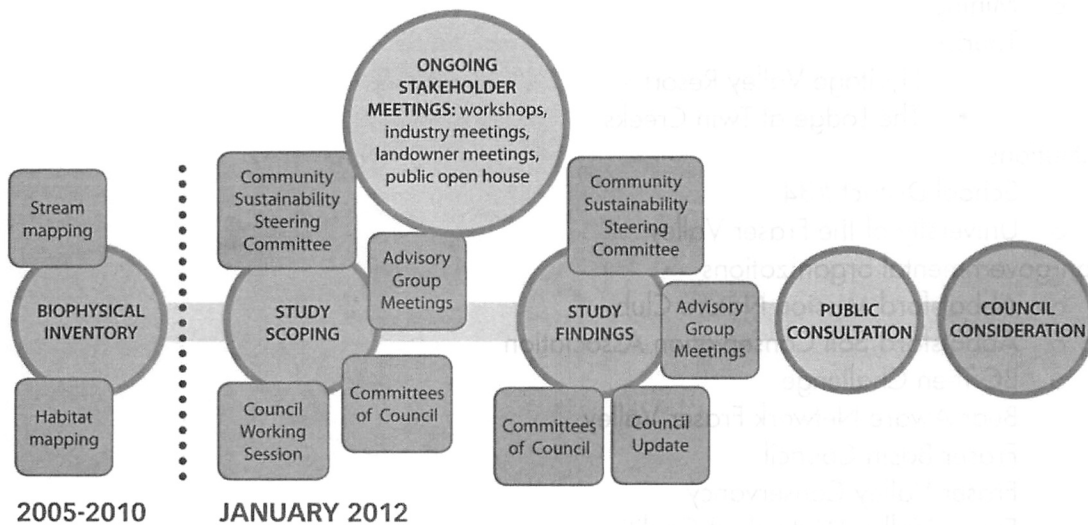 ONGOING
STAKEHOLDER
MEETINGS: workshops,
industry meetings,
landowner meetings,
public open house
Stream
mapping
BIOPHYSICAL
INVENTORY
Habitat
mapping
2005-2010
Community
Sustainability
Steering
Committee
Advisory
Group
Meetings
STUDY
SCOPING
Council
Working
Session
Committees
of Council
JANUARY 2012
Community
Sustainability
Steering
Committee
STUDY
FINDINGS
Advisory
Group
Meetings
Committees
of Council
Council
Update
PUBLIC
CONSULTATION
COUNCIL
CONSIDERATION